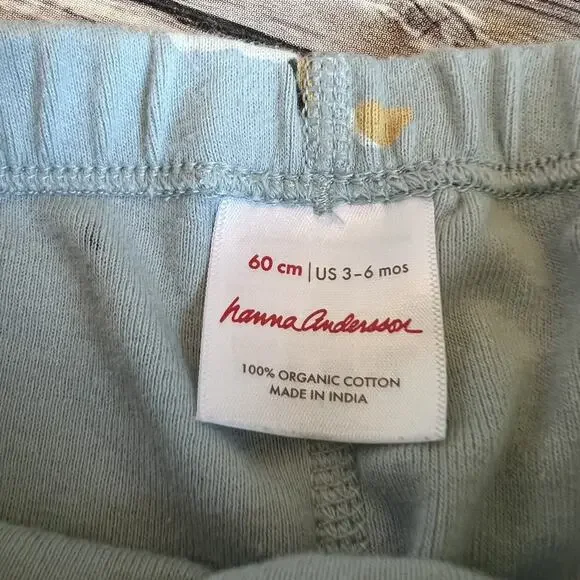 60 cm | US 3-6 mos
hanna andersson
100% ORGANIC COTTON
MADE IN INDIA